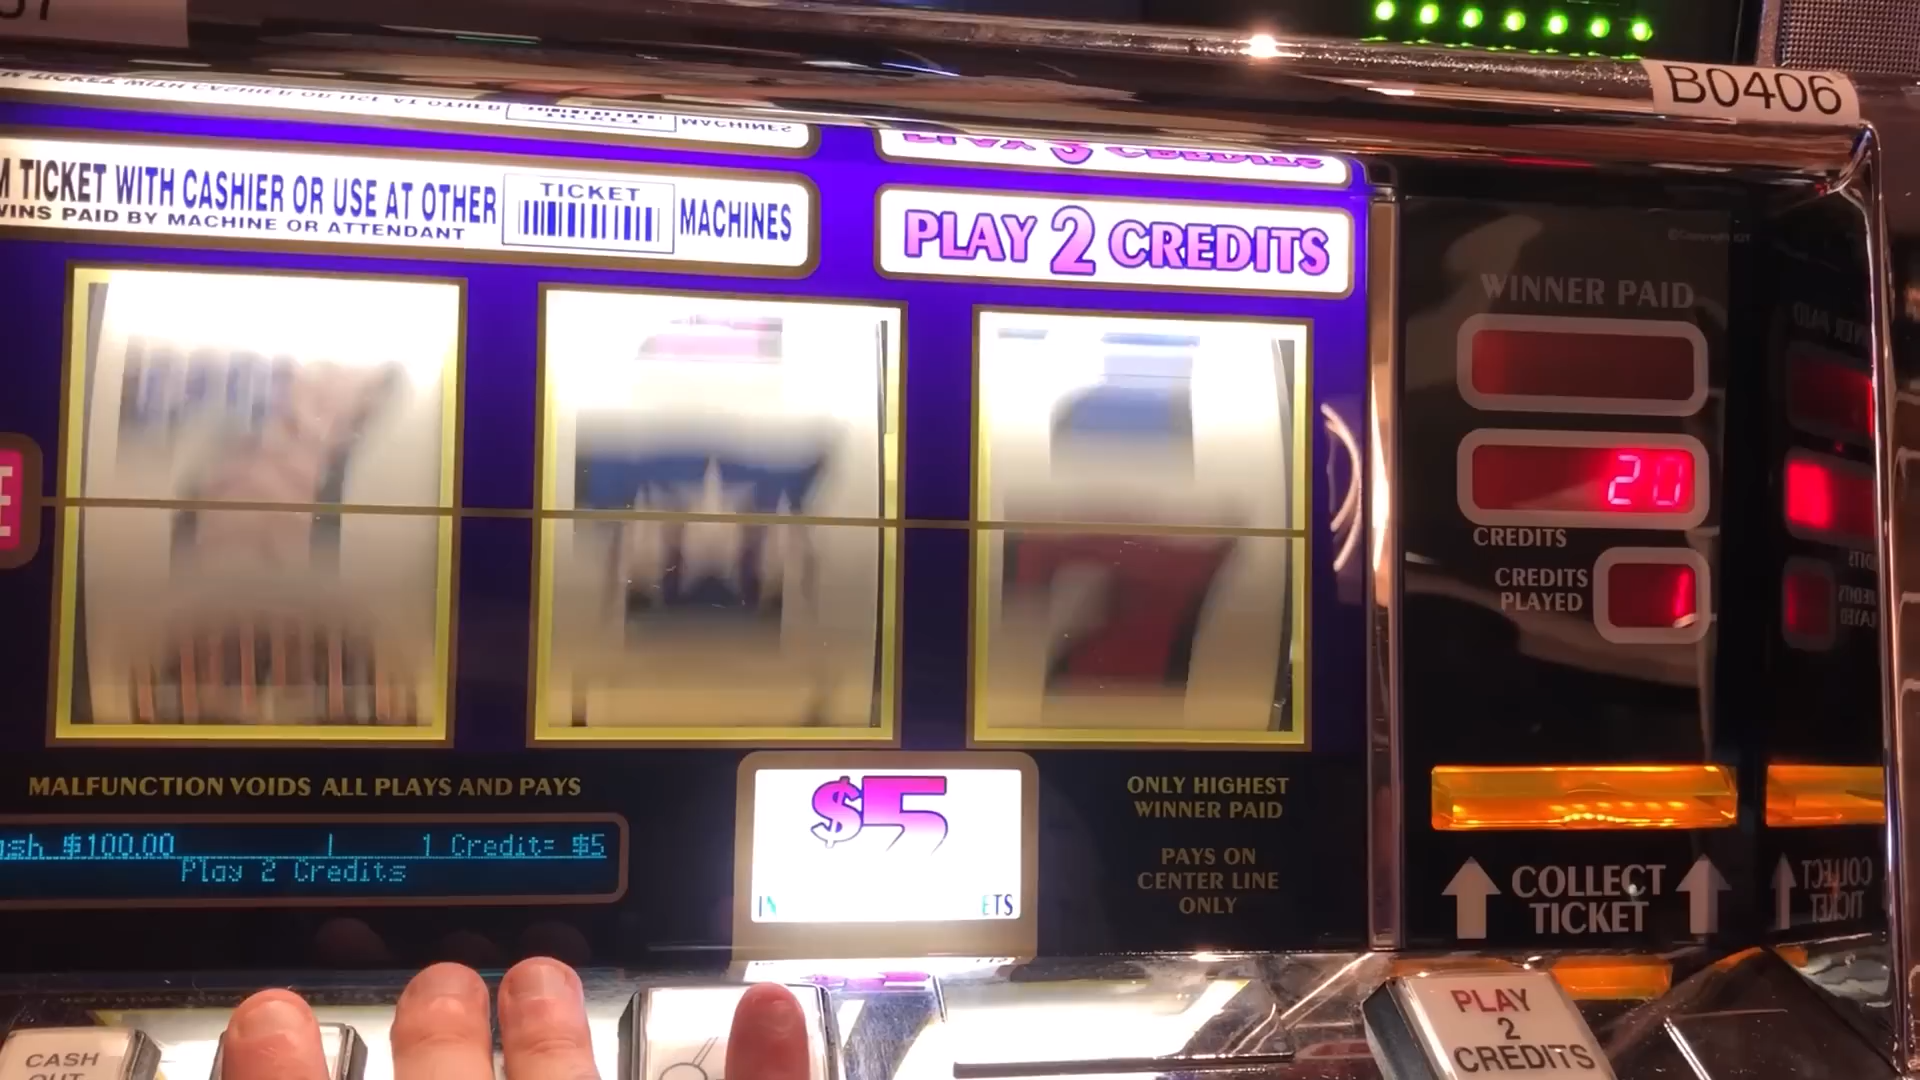 B0406
M TICKET WITH CASHIER OR USE AT OTHER MACHINES
WINS PAID BY MACHINE OR ATTENDANT
TICKET
PLAY 2 CREDITS
WINNER PAID
20
CREDITS
CREDITS
PLAYED
1
MALFUNCTION VOIDS ALL PLAYS AND PAYS
$100.00 1 Credit= $5
Play 2 Credits
$5
ONLY HIGHEST
WINNER PAID
PAYS ON
CENTER LINE
ONLY
COLLECT
TICKET
CASH
OUT
PLAY
2
CREDITS